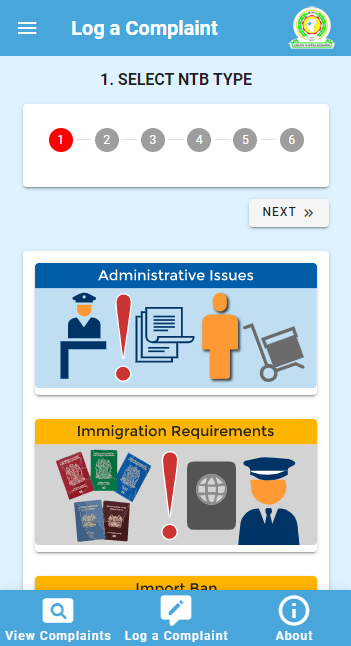 Log a Complaint
1. SELECT NTB TYPE
1 2 3 4 5 6
NEXT »
Administrative Issues
Immigration Requirements
Import Ban
View Complaints Log a Complaint About